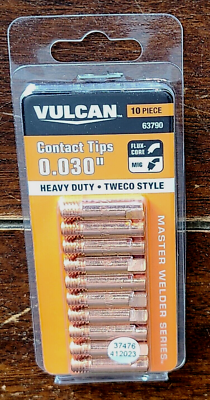 VULCAN
10 PIECE
63790
Contact Tips
0.030"
FLUX-
CORE
MIG
HEAVY DUTY • TWECO STYLE
MASTER WELDER SERIES
37476
412023